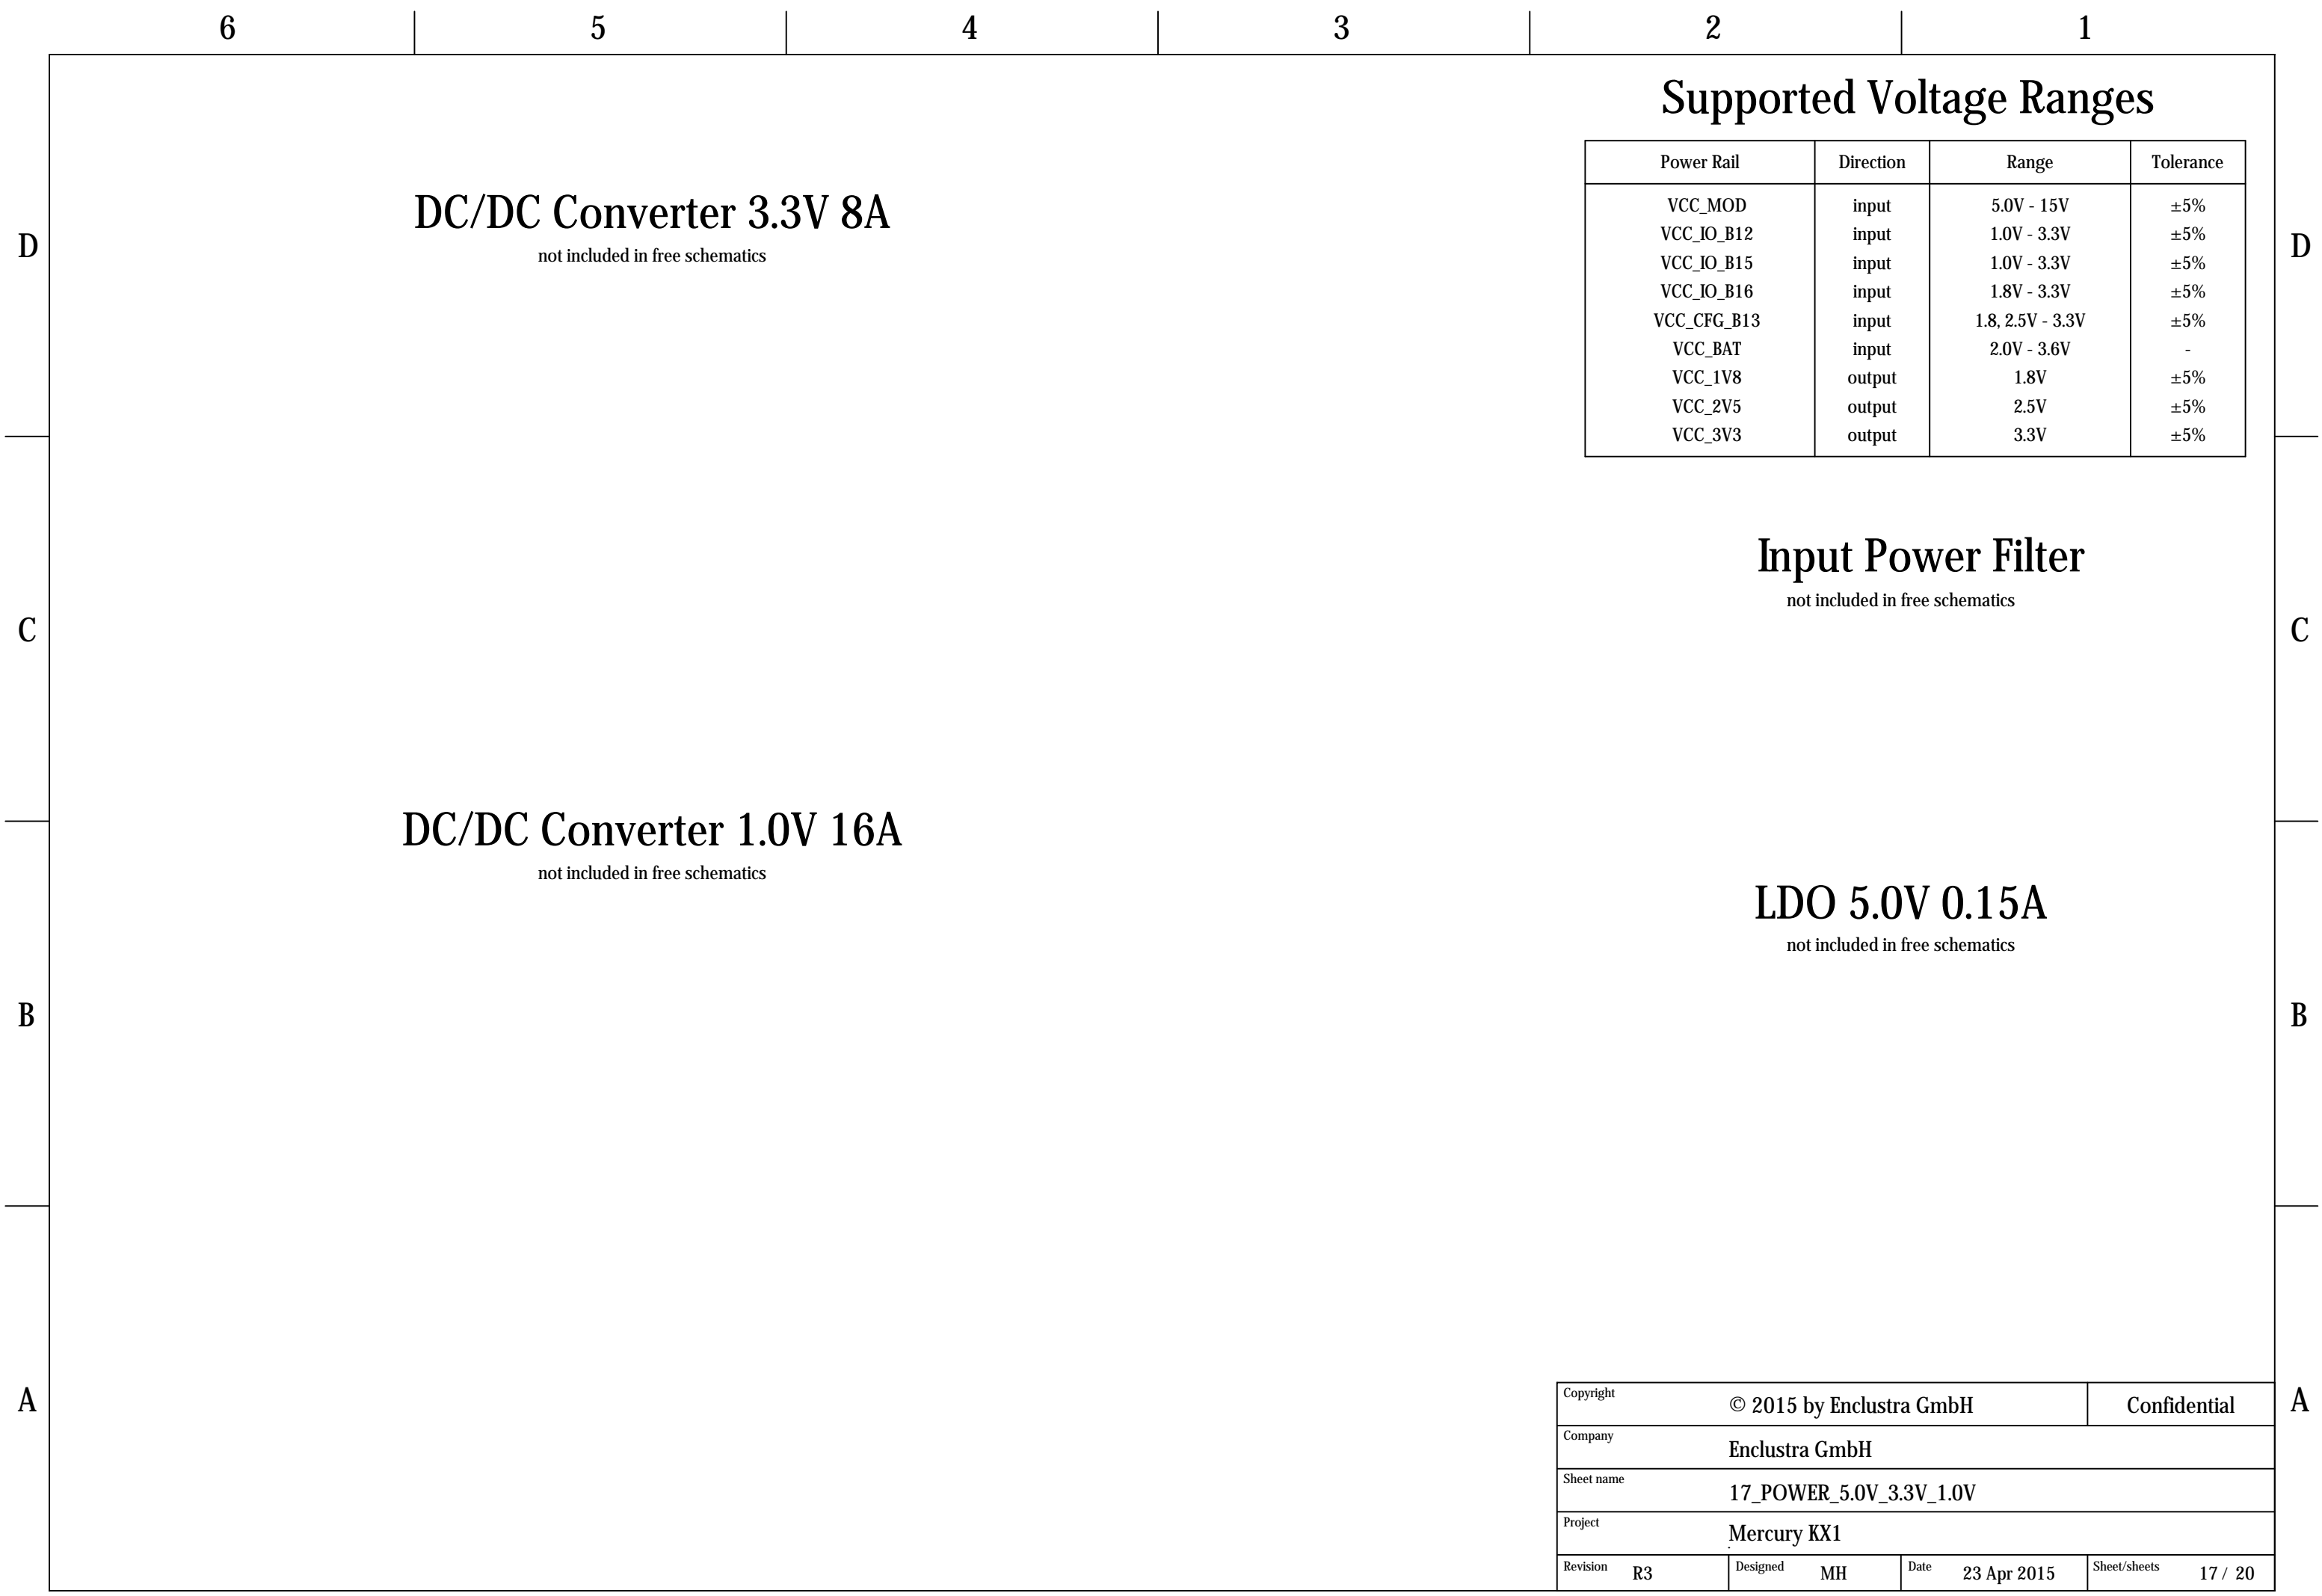 6 5 4 3 2 1
Supported Voltage Ranges
Power Rail Direction Range Tolerance
VCC_MOD input 5.0V - 15V ±5%
VCC_IO_B12 input 1.0V - 3.3V ±5%
VCC_IO_B15 input 1.0V - 3.3V ±5%
VCC_IO_B16 input 1.8V - 3.3V ±5%
VCC_CFG_B13 input 1.8, 2.5V - 3.3V ±5%
VCC_BAT input 2.0V - 3.6V -
VCC_1V8 output 1.8V ±5%
VCC_2V5 output 2.5V ±5%
VCC_3V3 output 3.3V ±5%
DC/DC Converter 3.3V 8A
not included in free schematics
D D
Input Power Filter
not included in free schematics
C C
DC/DC Converter 1.0V 16A
not included in free schematics
LDO 5.0V 0.15A
not included in free schematics
B B
A A
Copyright © 2015 by Enclustra GmbH Confidential
Company Enclustra GmbH
Sheet name 17_POWER_5.0V_3.3V_1.0V
Project Mercury KX1
Revision R3 Designed MH Date 23 Apr 2015 Sheet/sheets 17 / 20